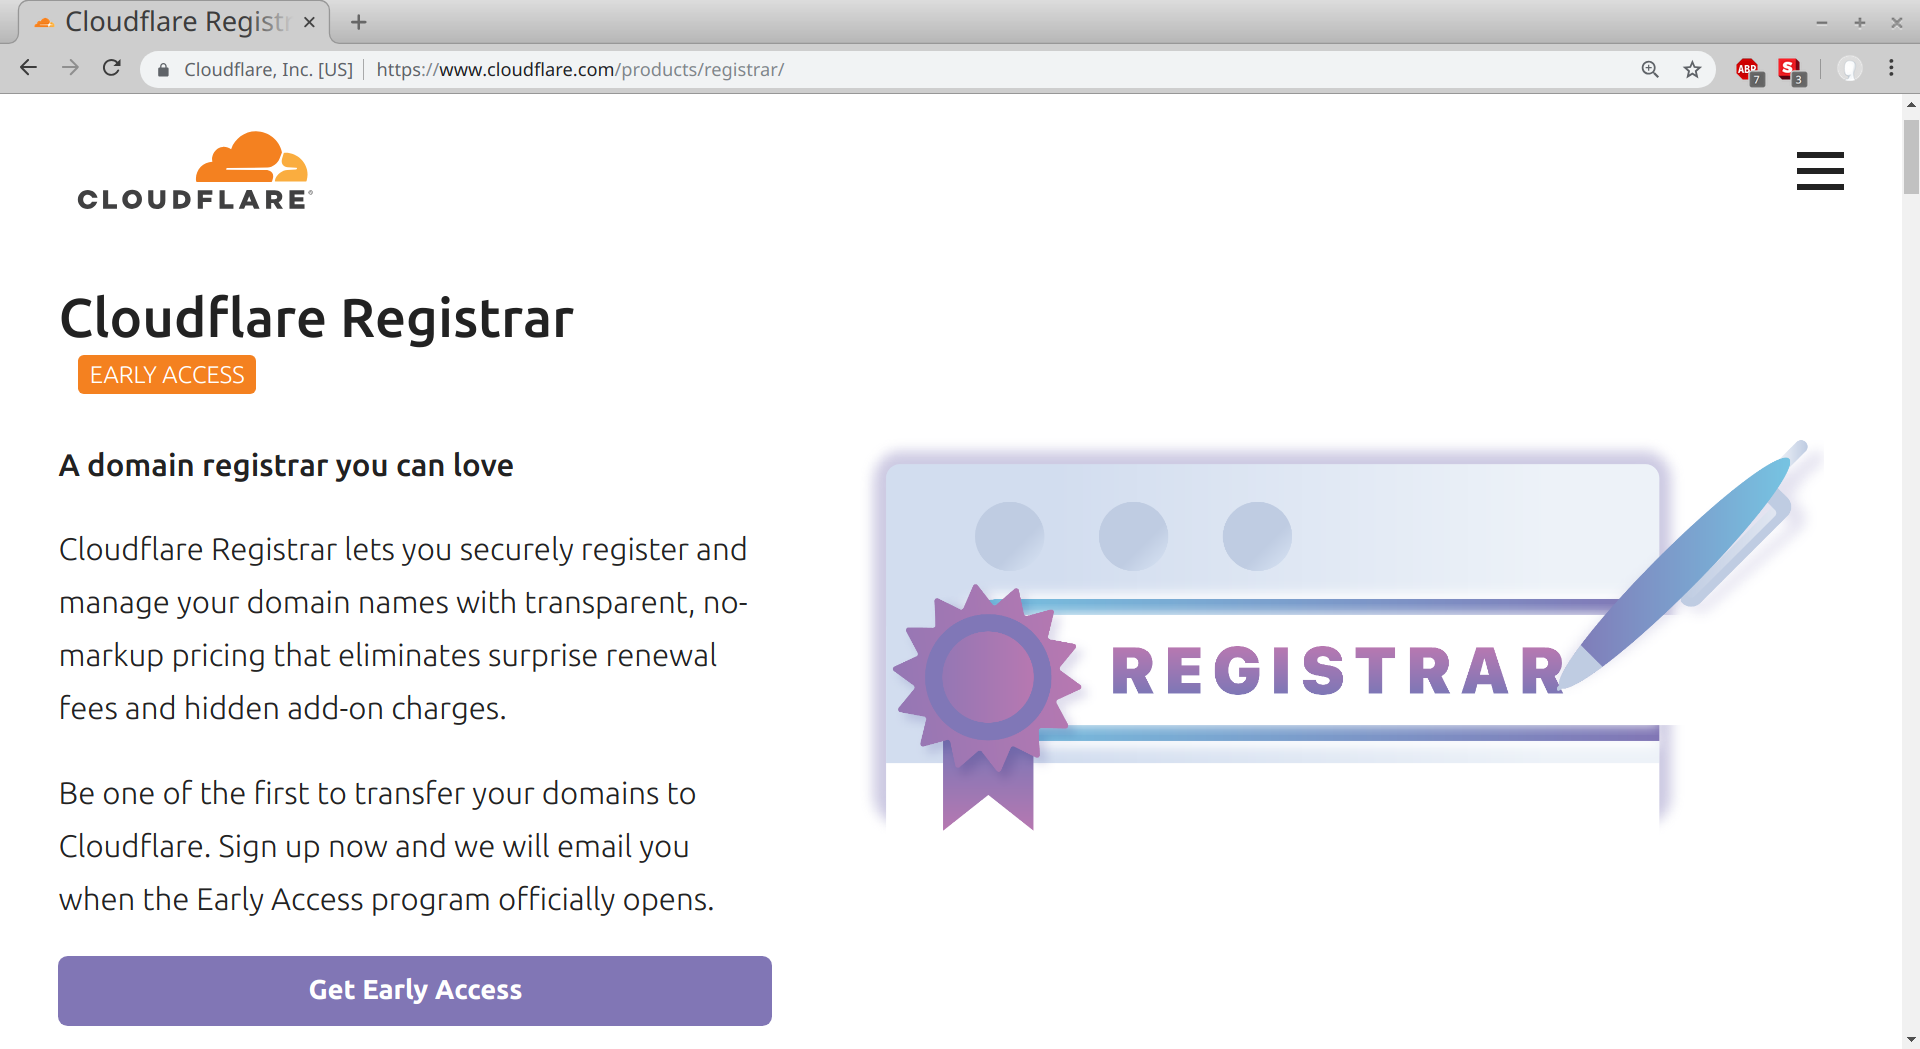 Cloudflare Regist
Cloudflare, Inc. [US] https://www.cloudflare.com/products/registrar/
ABP 7 S 3
CLOUDFLARE®
Cloudflare Registrar
EARLY ACCESS
A domain registrar you can love
Cloudflare Registrar lets you securely register and
manage your domain names with transparent, no-
markup pricing that eliminates surprise renewal
fees and hidden add-on charges.
Be one of the first to transfer your domains to
Cloudflare. Sign up now and we will email you
when the Early Access program officially opens.
Get Early Access
REGISTRAR